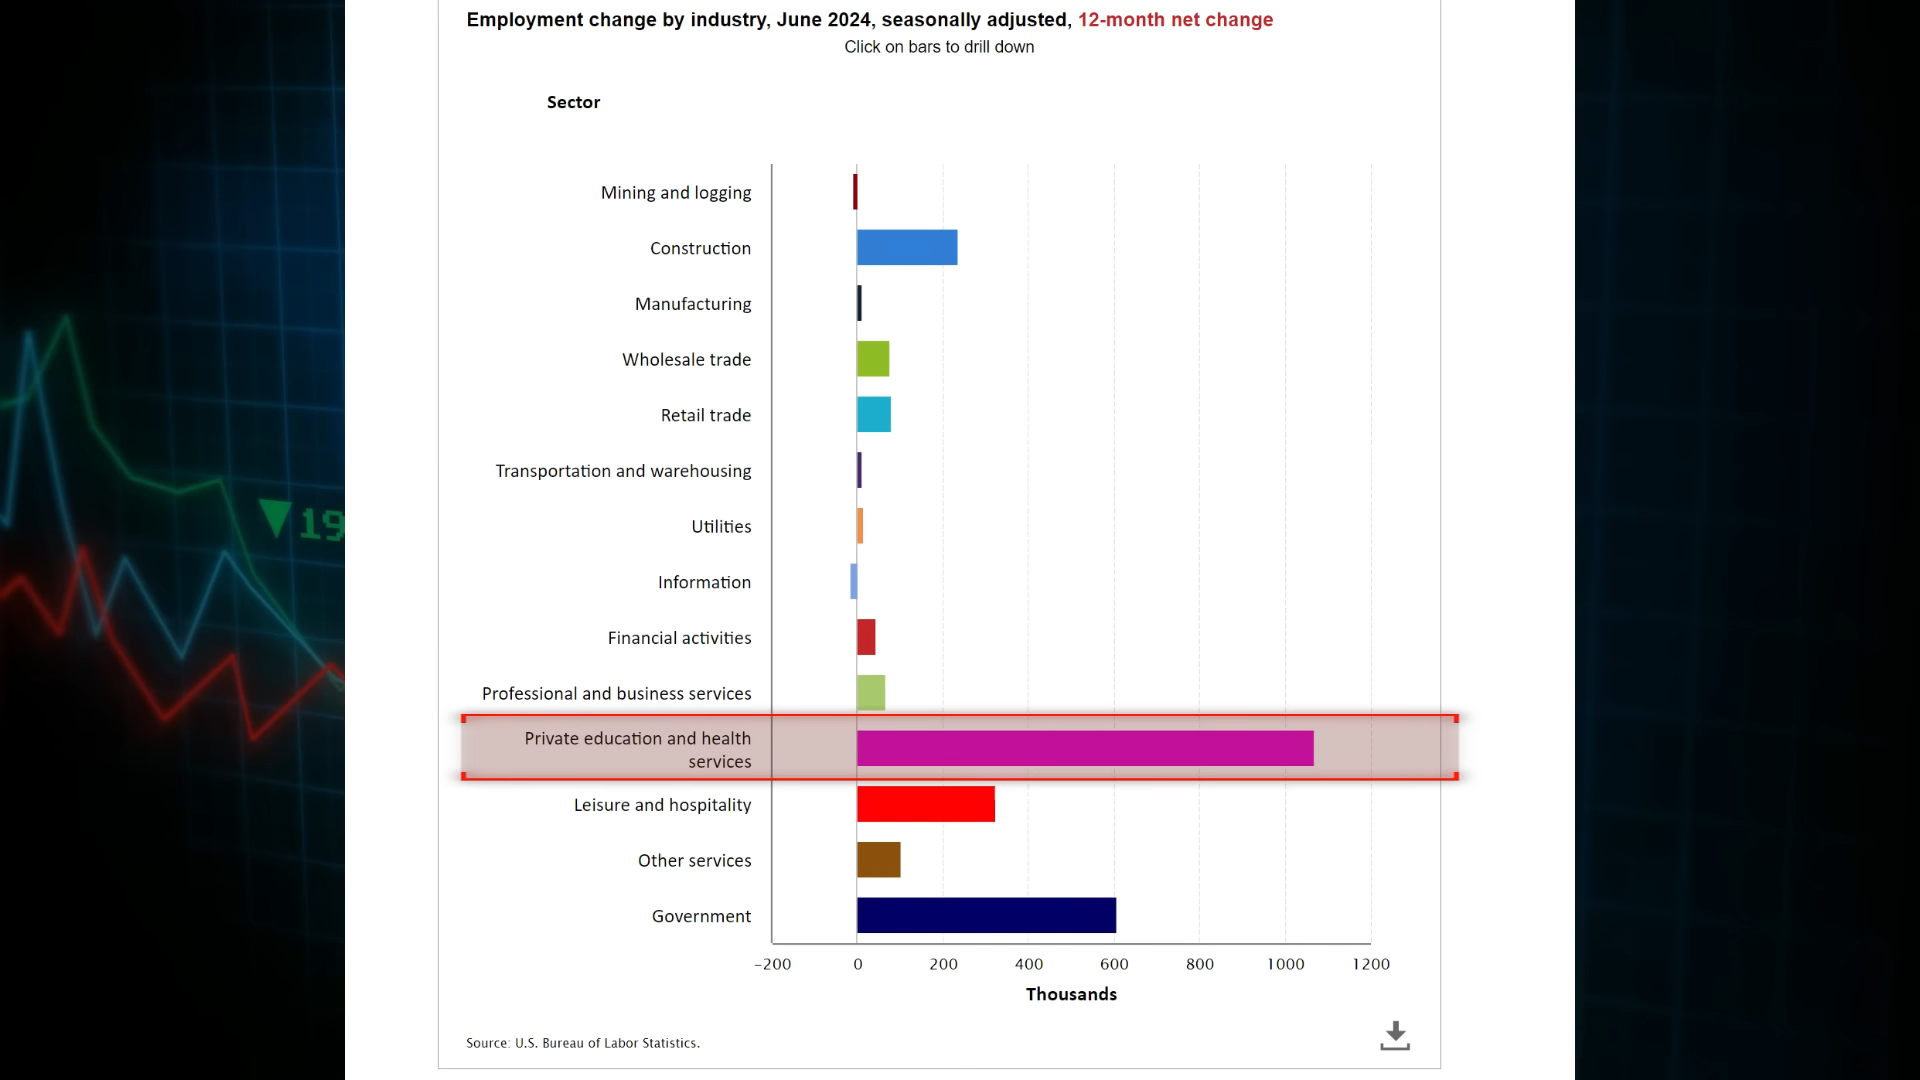 Employment change by industry, June 2024, seasonally adjusted, 12-month net change
Click on bars to drill down
Sector
Mining and logging
Construction
Manufacturing
Wholesale trade
Retail trade
Transportation and warehousing
Utilities
Information
Financial activities
Professional and business services
Private education and health
services
Leisure and hospitality
Other services
Government
-200 0 200 400 600 800 1000 1200
Thousands
Source: U.S. Bureau of Labor Statistics.
▼19